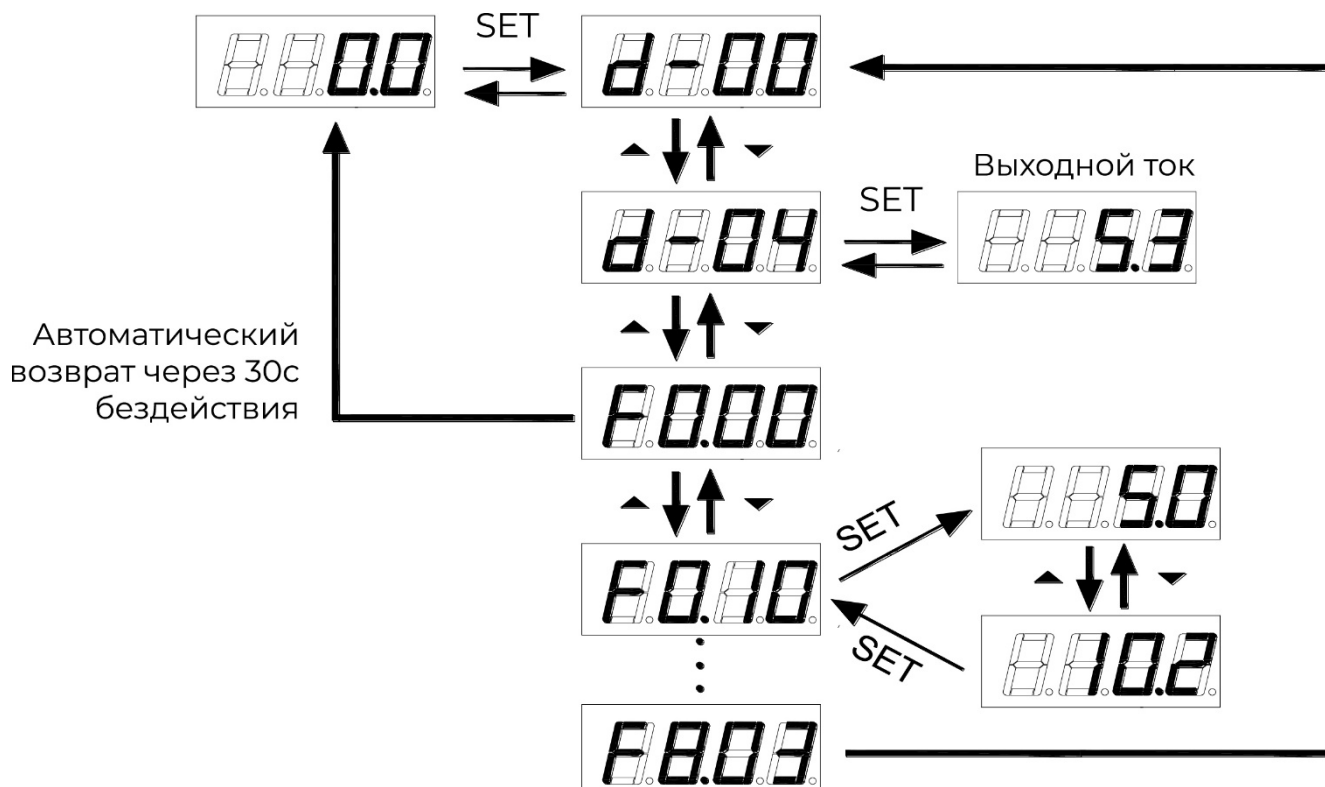 SET
0.0
d-00
Выходной ток
SET
d-04
5.3
Автоматический
возврат через 30с
бездействия
F0.00
SET
5.0
F0.10
SET
10.2
F8.03